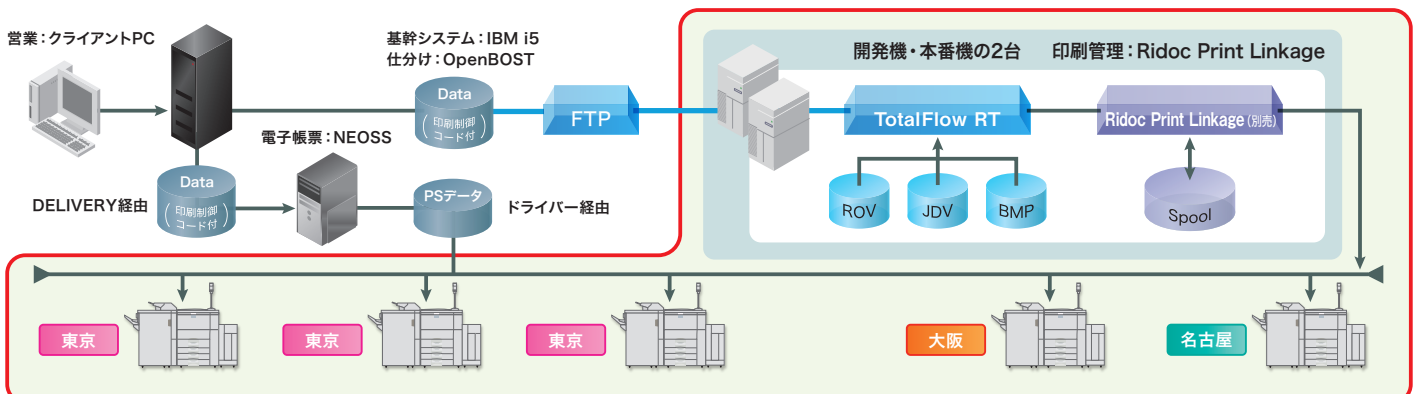 営業：クライアントPC
基幹システム：IBM i5
仕分け：OpenBOST
開発機・本番機の2台
印刷管理：Ridoc Print Linkage
Data
(印刷制御
コード付)
FTP
TotalFlow RT
Ridoc Print Linkage(別売)
電子帳票：NEOSS
Data
(印刷制御
コード付)
DELIVERY経由
PSデータ
ドライバー経由
ROV
JDV
BMP
Spool
東京
東京
東京
大阪
名古屋